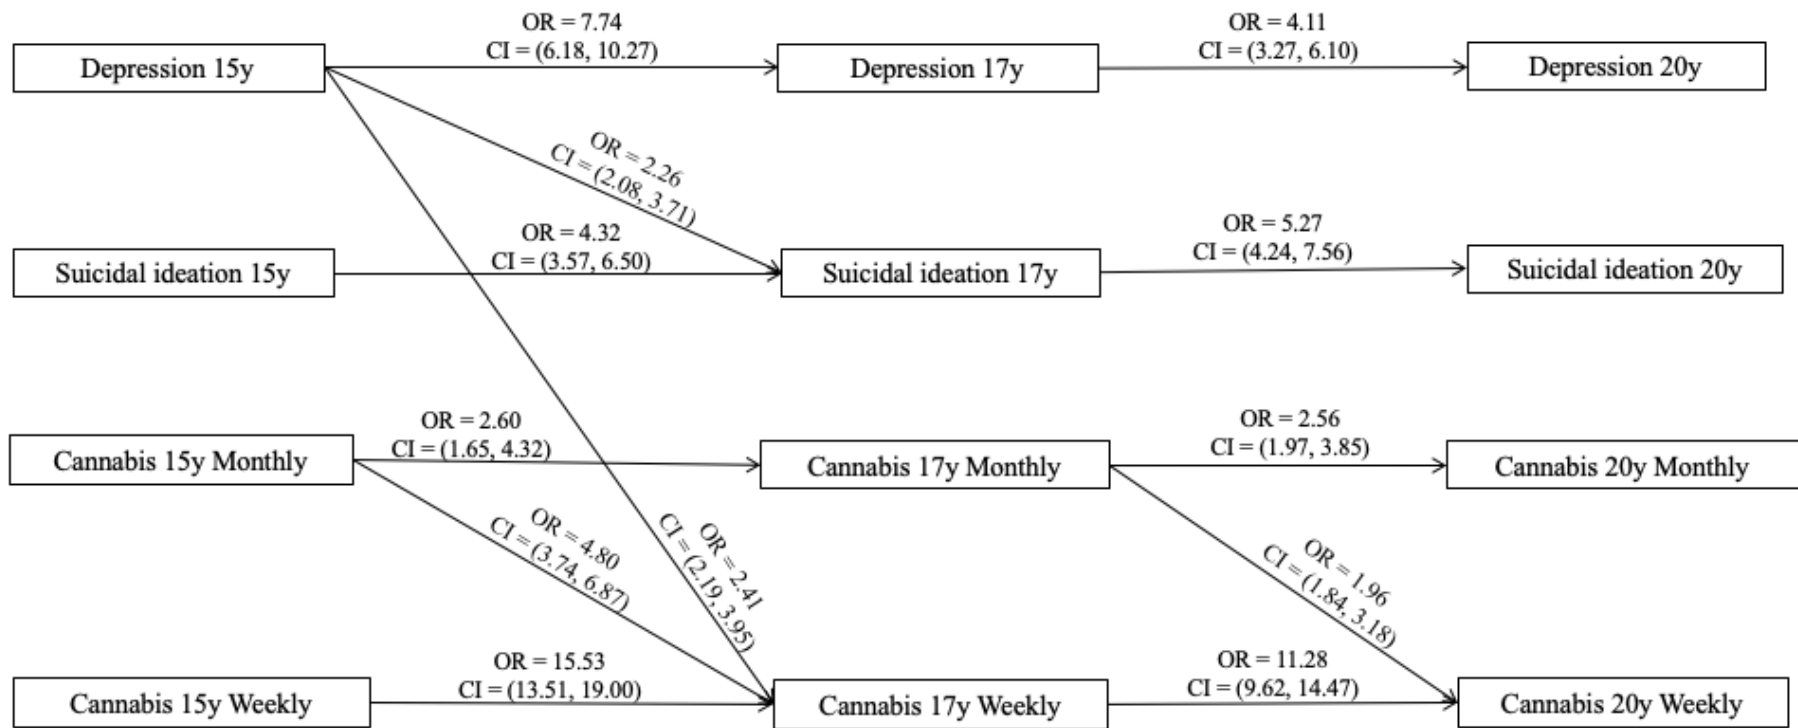 OR = 7.74
CI = (6.18, 10.27)
OR = 4.11
CI = (3.27, 6.10)
Depression 15y
Depression 17y
Depression 20y
OR = 2.26
CI = (2.08, 3.71)
OR = 4.32
CI = (3.57, 6.50)
OR = 5.27
CI = (4.24, 7.56)
Suicidal ideation 15y
Suicidal ideation 17y
Suicidal ideation 20y
OR = 2.60
CI = (1.65, 4.32)
OR = 2.56
CI = (1.97, 3.85)
Cannabis 15y Monthly
Cannabis 17y Monthly
Cannabis 20y Monthly
OR = 4.80
CI = (3.74, 6.87)
OR = 2.41
CI = (2.19, 3.95)
OR = 1.96
CI = (1.84, 3.18)
OR = 15.53
CI = (13.51, 19.00)
OR = 11.28
CI = (9.62, 14.47)
Cannabis 15y Weekly
Cannabis 17y Weekly
Cannabis 20y Weekly